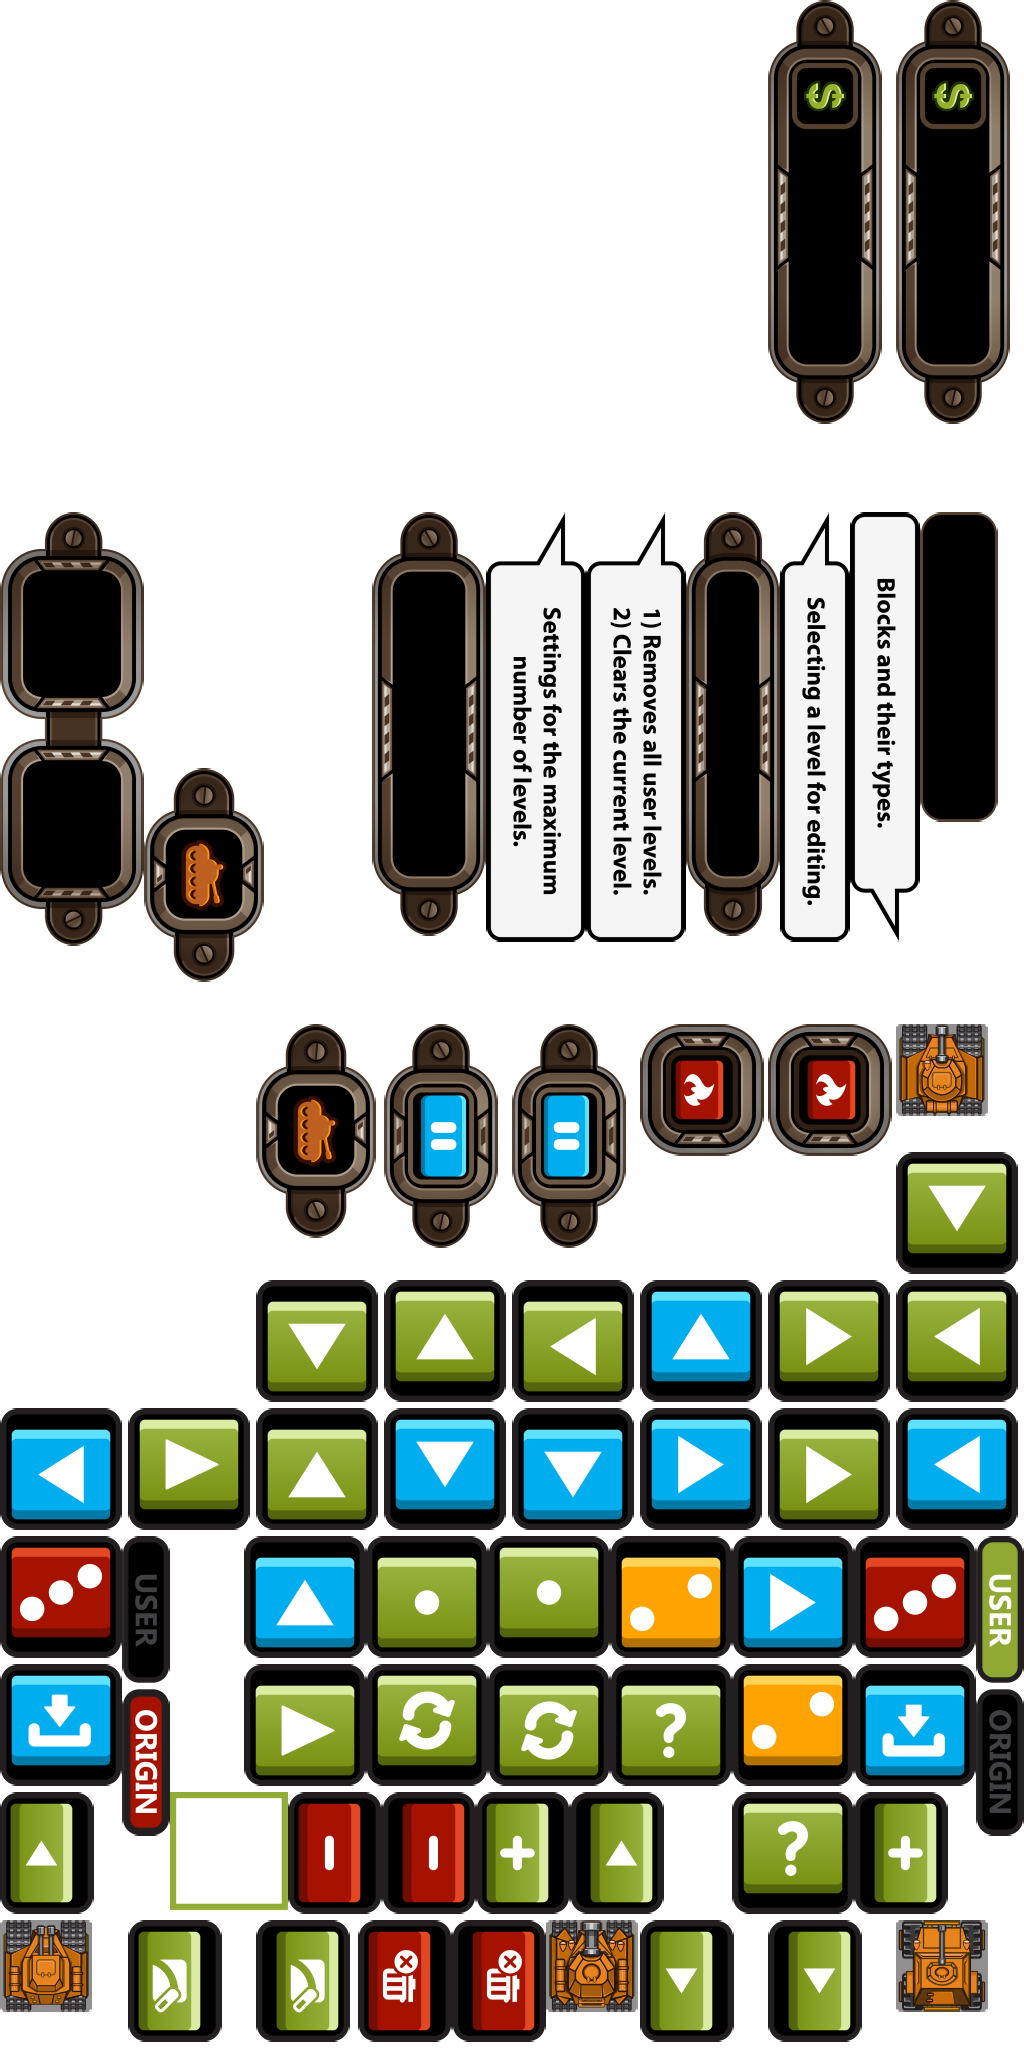 $
$
Settings for the maximum
number of levels.
1) Removes all user levels.
2) Clears the current level.
Selecting a level for editing.
Blocks and their types.
USER
ORIGIN
USER
ORIGIN
?
?